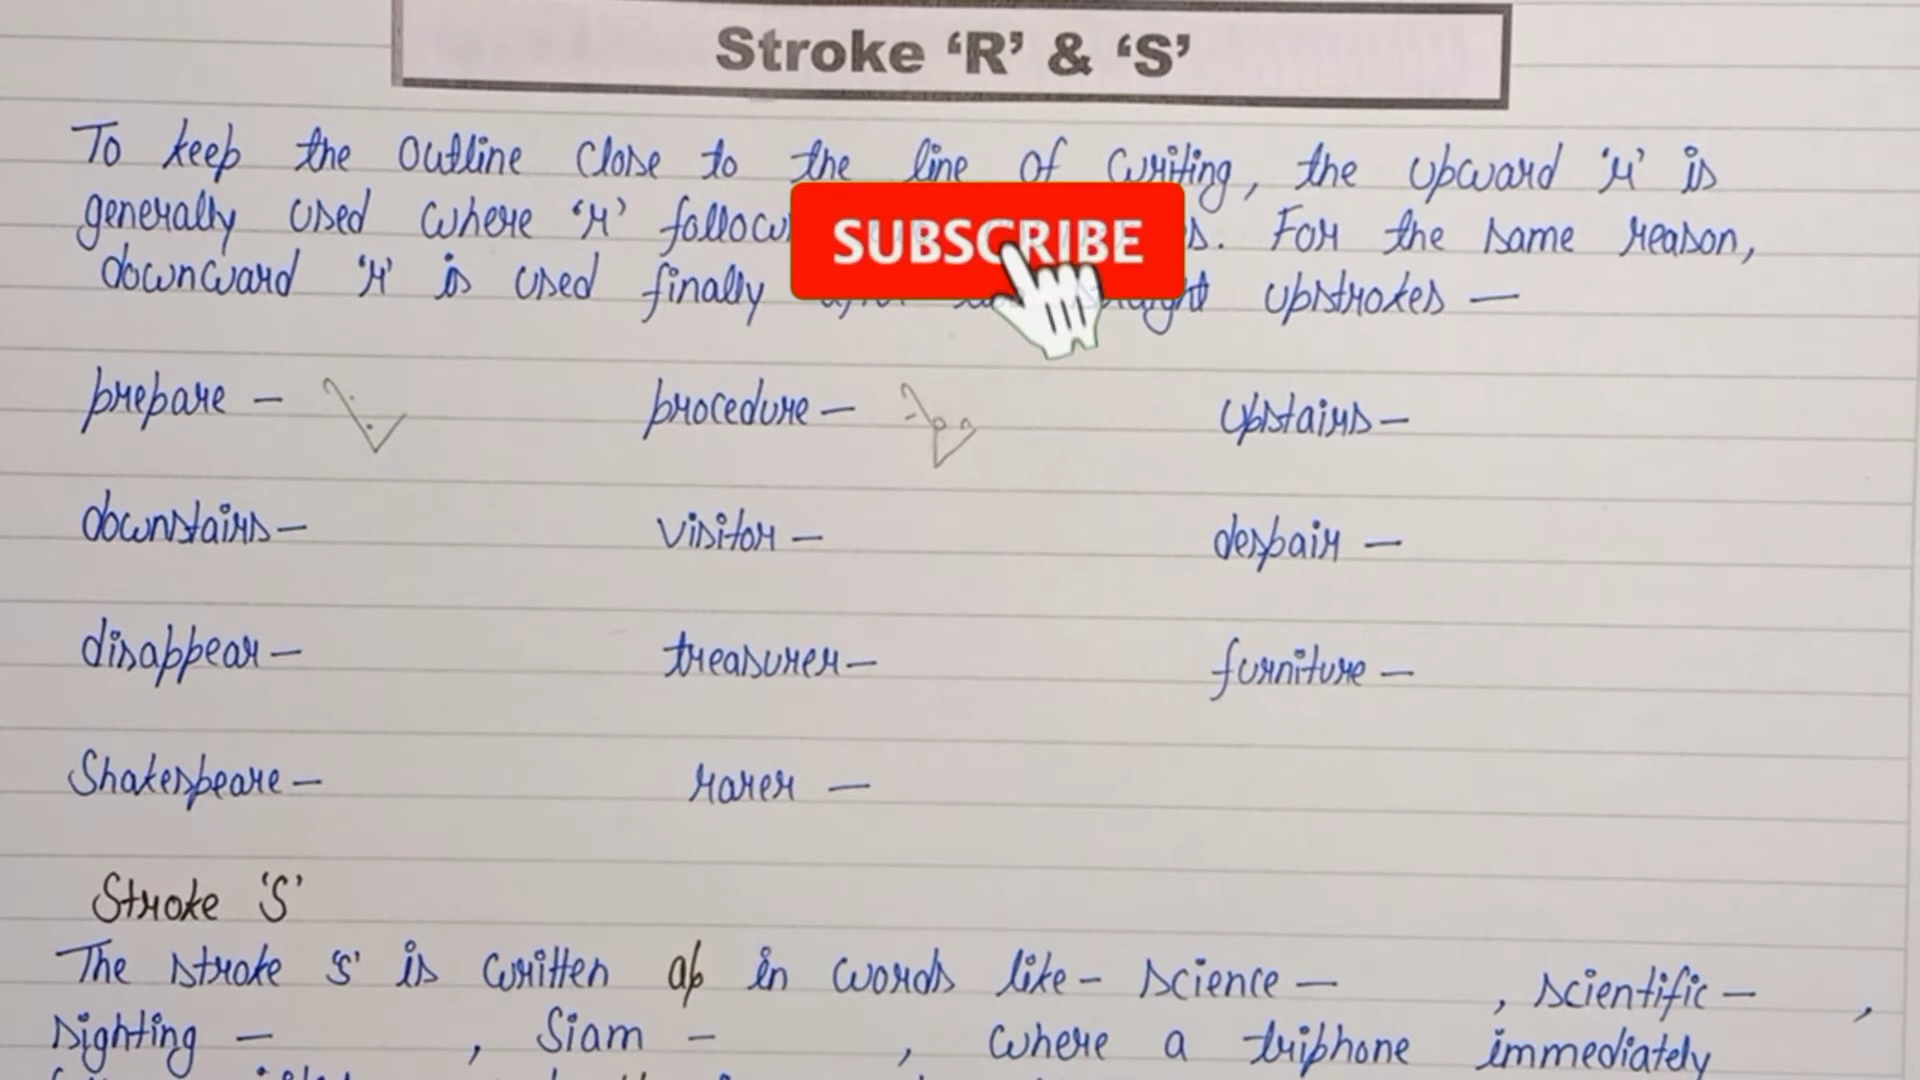 Stroke ‘R’ & ‘S’
To keep the outline close to the line of writing, the upward ‘r’ is
generally used where ‘r’ follows. For the same reason,
SUBSCRIBE
downward ‘r’ is used finally straight upstrokes —
prepare — procedure — upstairs —
downstairs — visitor — despair —
disappear — treasurer — furniture —
Shakespeare — rarer —
Stroke ‘S’
The stroke ‘s’ is written as in words like - science — , scientific — ,
sighting — , Siam — , where a triphone immediately